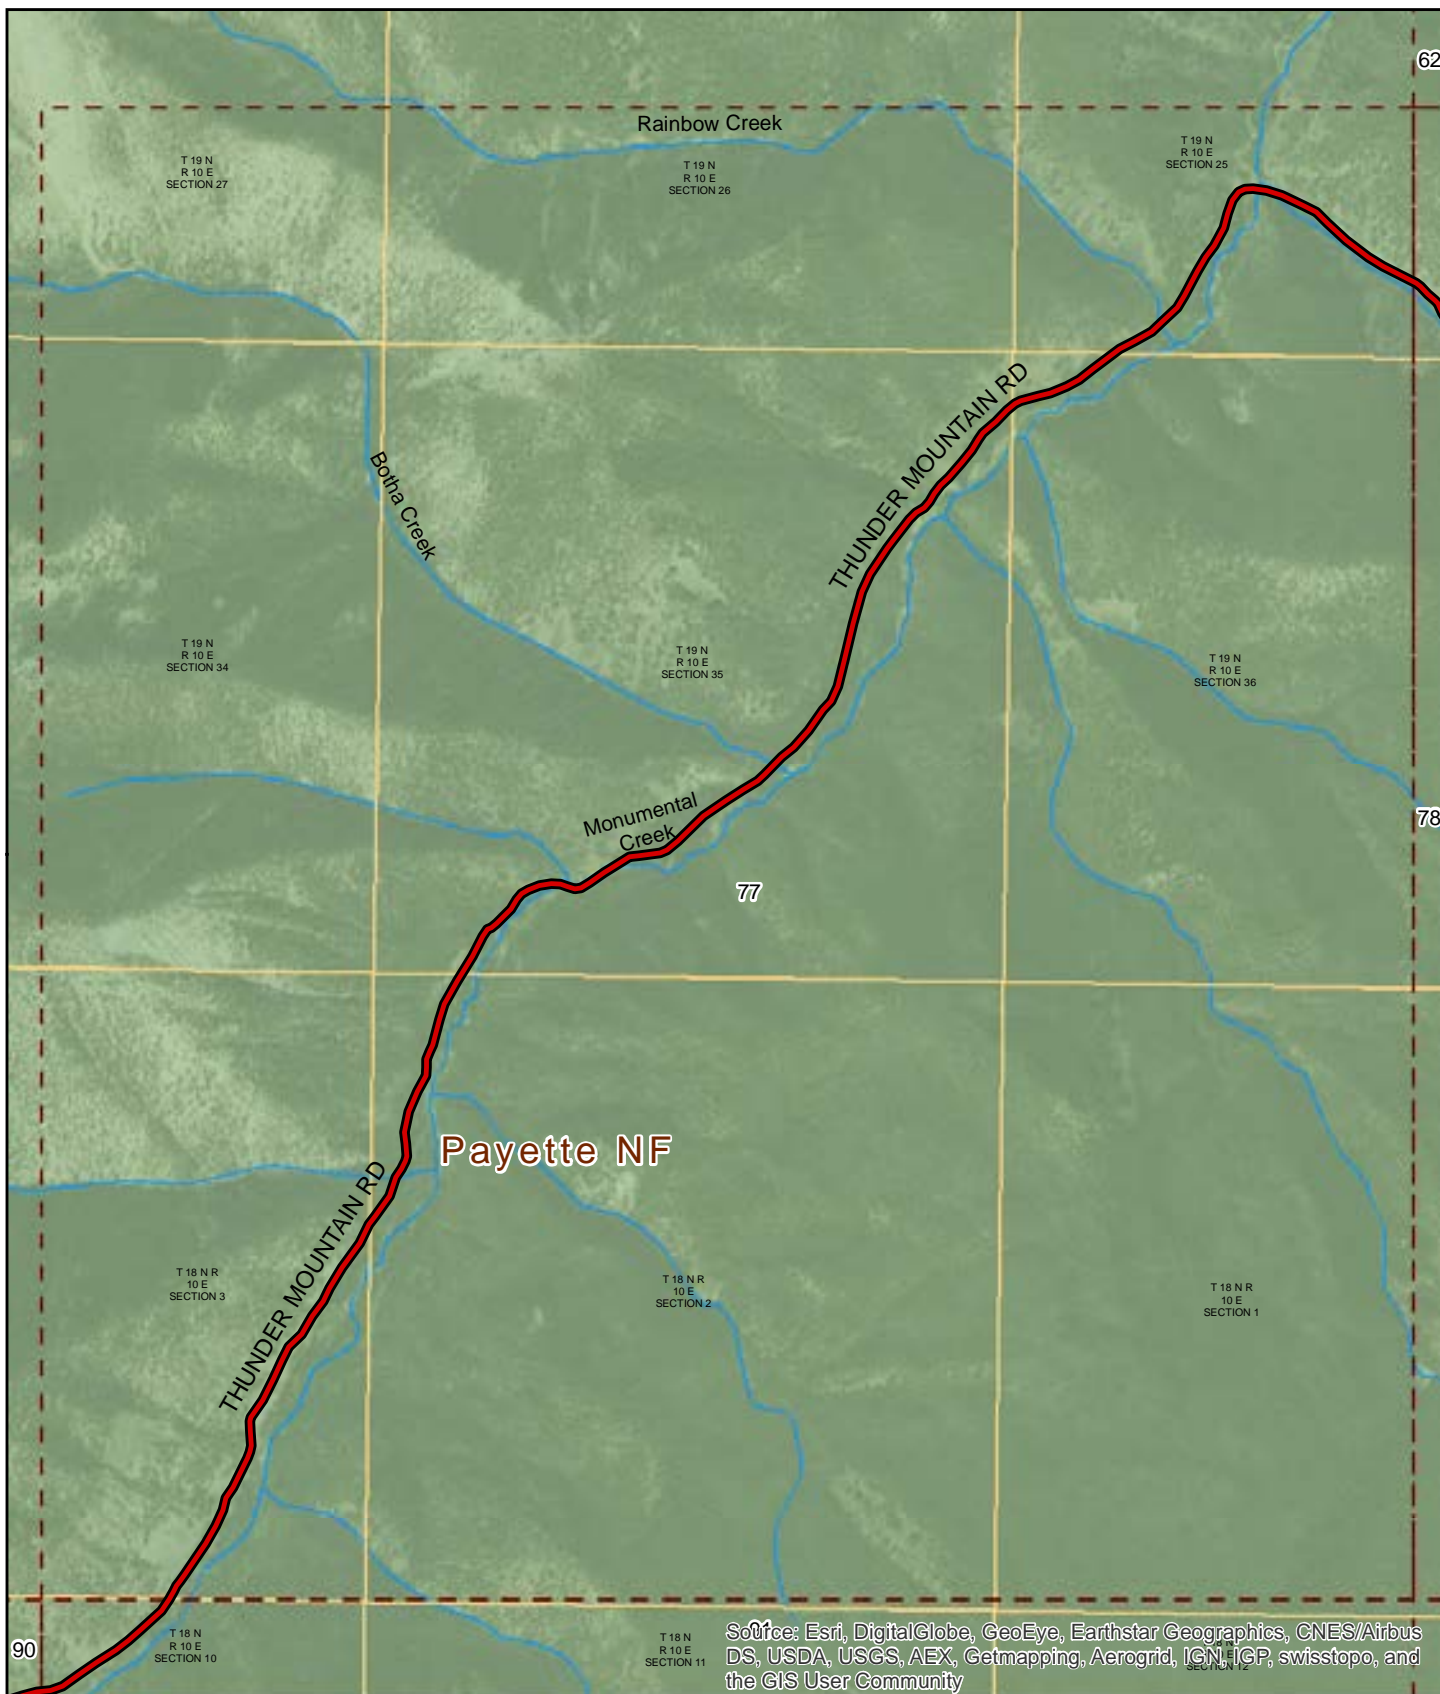 62
Rainbow Creek
T 19 N
R 10 E
SECTION 27
T 19 N
R 10 E
SECTION 26
T 19 N
R 10 E
SECTION 25
THUNDER MOUNTAIN RD
Botha Creek
T 19 N
R 10 E
SECTION 34
T 19 N
R 10 E
SECTION 35
T 19 N
R 10 E
SECTION 36
Monumental
Creek
78
77
Payette NF
THUNDER MOUNTAIN RD
T 18 N R
10 E
SECTION 3
T 18 N R
10 E
SECTION 2
T 18 N R
10 E
SECTION 1
90
T 18 N
R 10 E
SECTION 10
T 18 N
R 10 E
SECTION 11
SECTION 12
Source: Esri, DigitalGlobe, GeoEye, Earthstar Geographics, CNES/Airbus
DS, USDA, USGS, AEX, Getmapping, Aerogrid, IGN, IGP, swisstopo, and
the GIS User Community